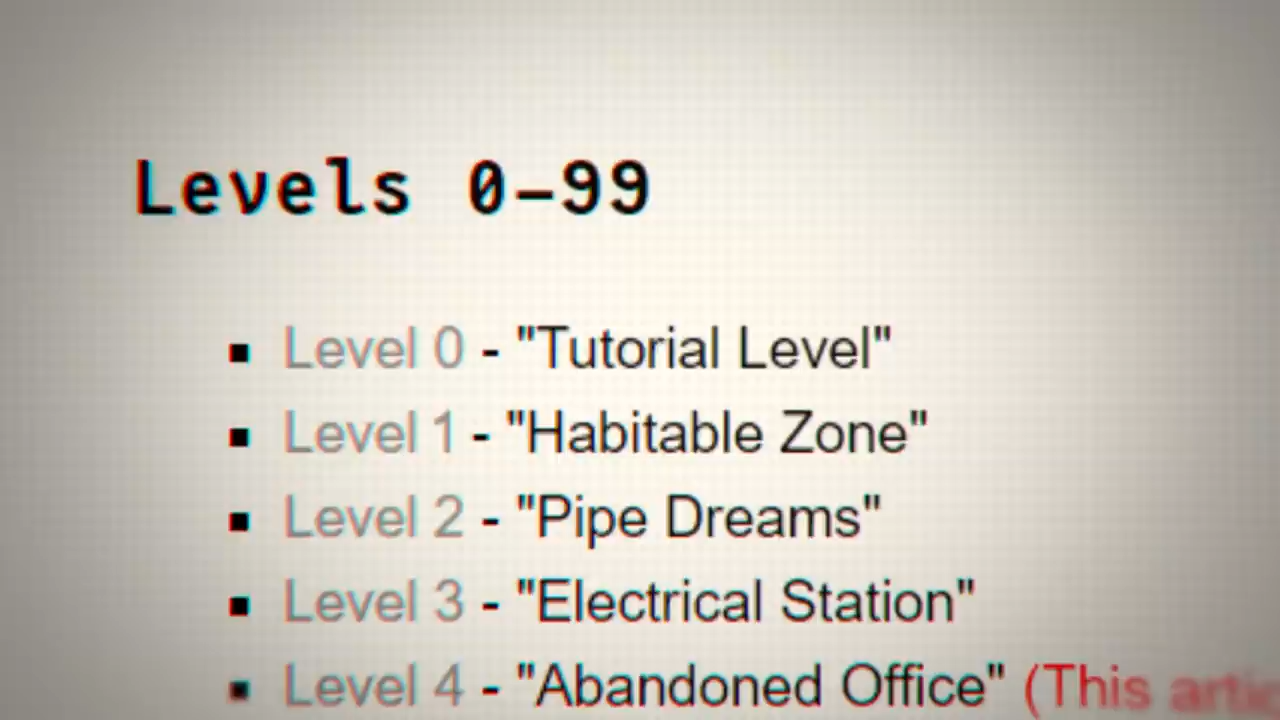 Levels 0-99
▪ Level 0 - "Tutorial Level"
▪ Level 1 - "Habitable Zone"
▪ Level 2 - "Pipe Dreams"
▪ Level 3 - "Electrical Station"
▪ Level 4 - "Abandoned Office" (This